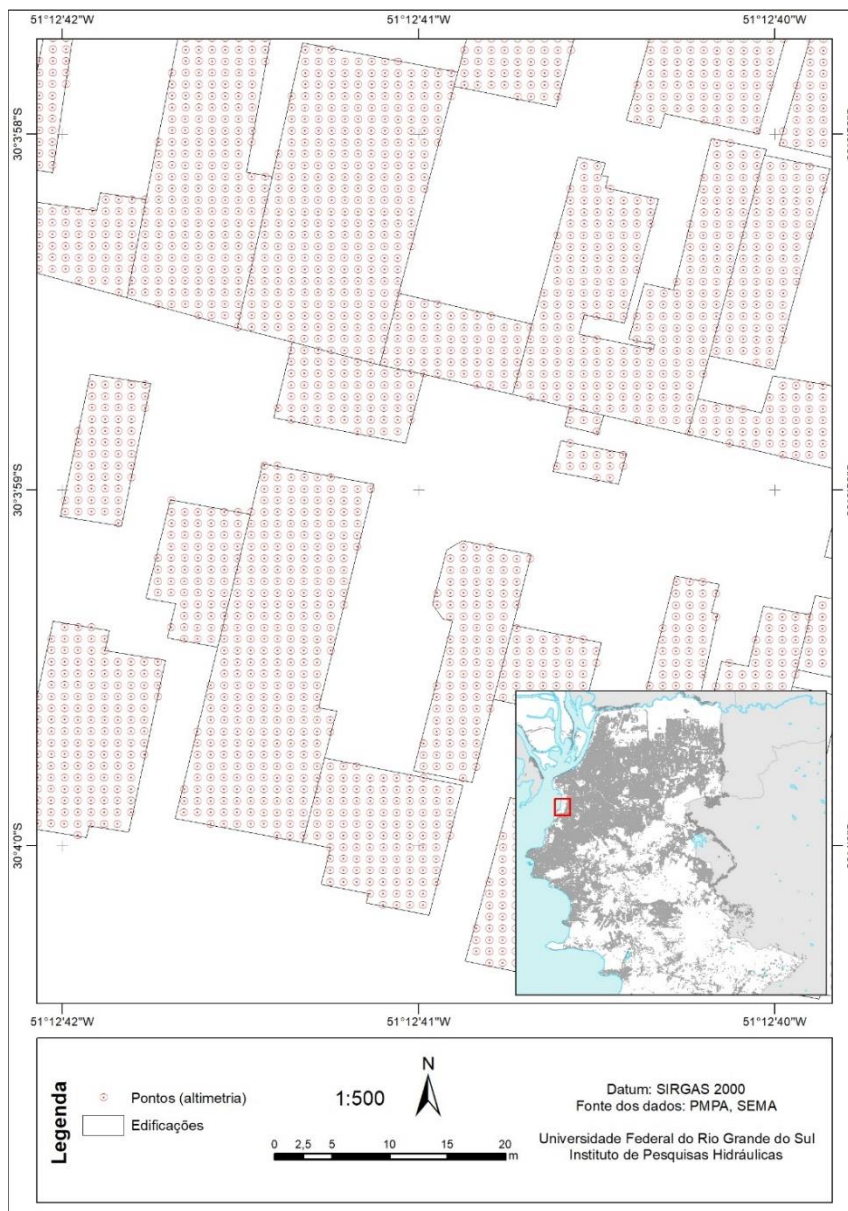 51°12'42"W 51°12'41"W 51°12'40"W
30°3'58"S
30°3'59"S
30°4'0"S
51°12'42"W 51°12'41"W 51°12'40"W
Legenda
Pontos (altimetria)
Edificações
1:500
N
0 2,5 5 10 15 20
m
Datum: SIRGAS 2000
Fonte dos dados: PMPA, SEMA
Universidade Federal do Rio Grande do Sul
Instituto de Pesquisas Hidráulicas